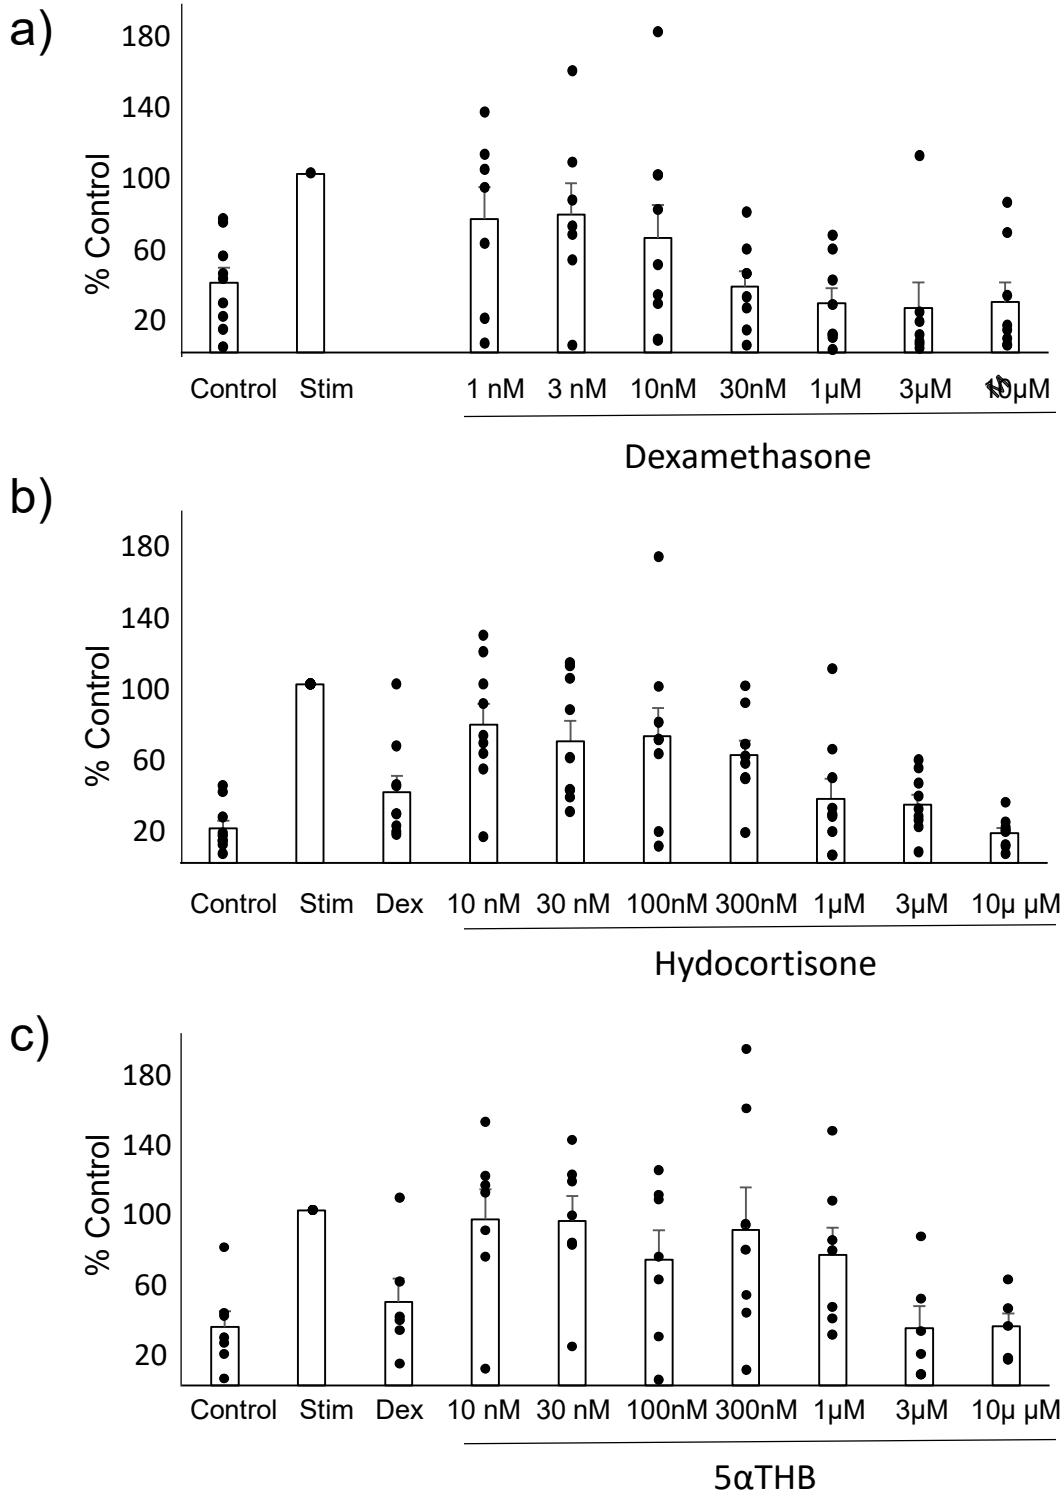 a)
180
140
100
60
20
% Control
Control Stim 1 nM 3 nM 10nM 30nM 1µM 3µM 10µM
Dexamethasone
b)
180
140
100
60
20
% Control
Control Stim Dex 10 nM 30 nM 100nM 300nM 1µM 3µM 10µ µM
Hydocortisone
c)
180
140
100
60
20
% Control
Control Stim Dex 10 nM 30 nM 100nM 300nM 1µM 3µM 10µ µM
5αTHB